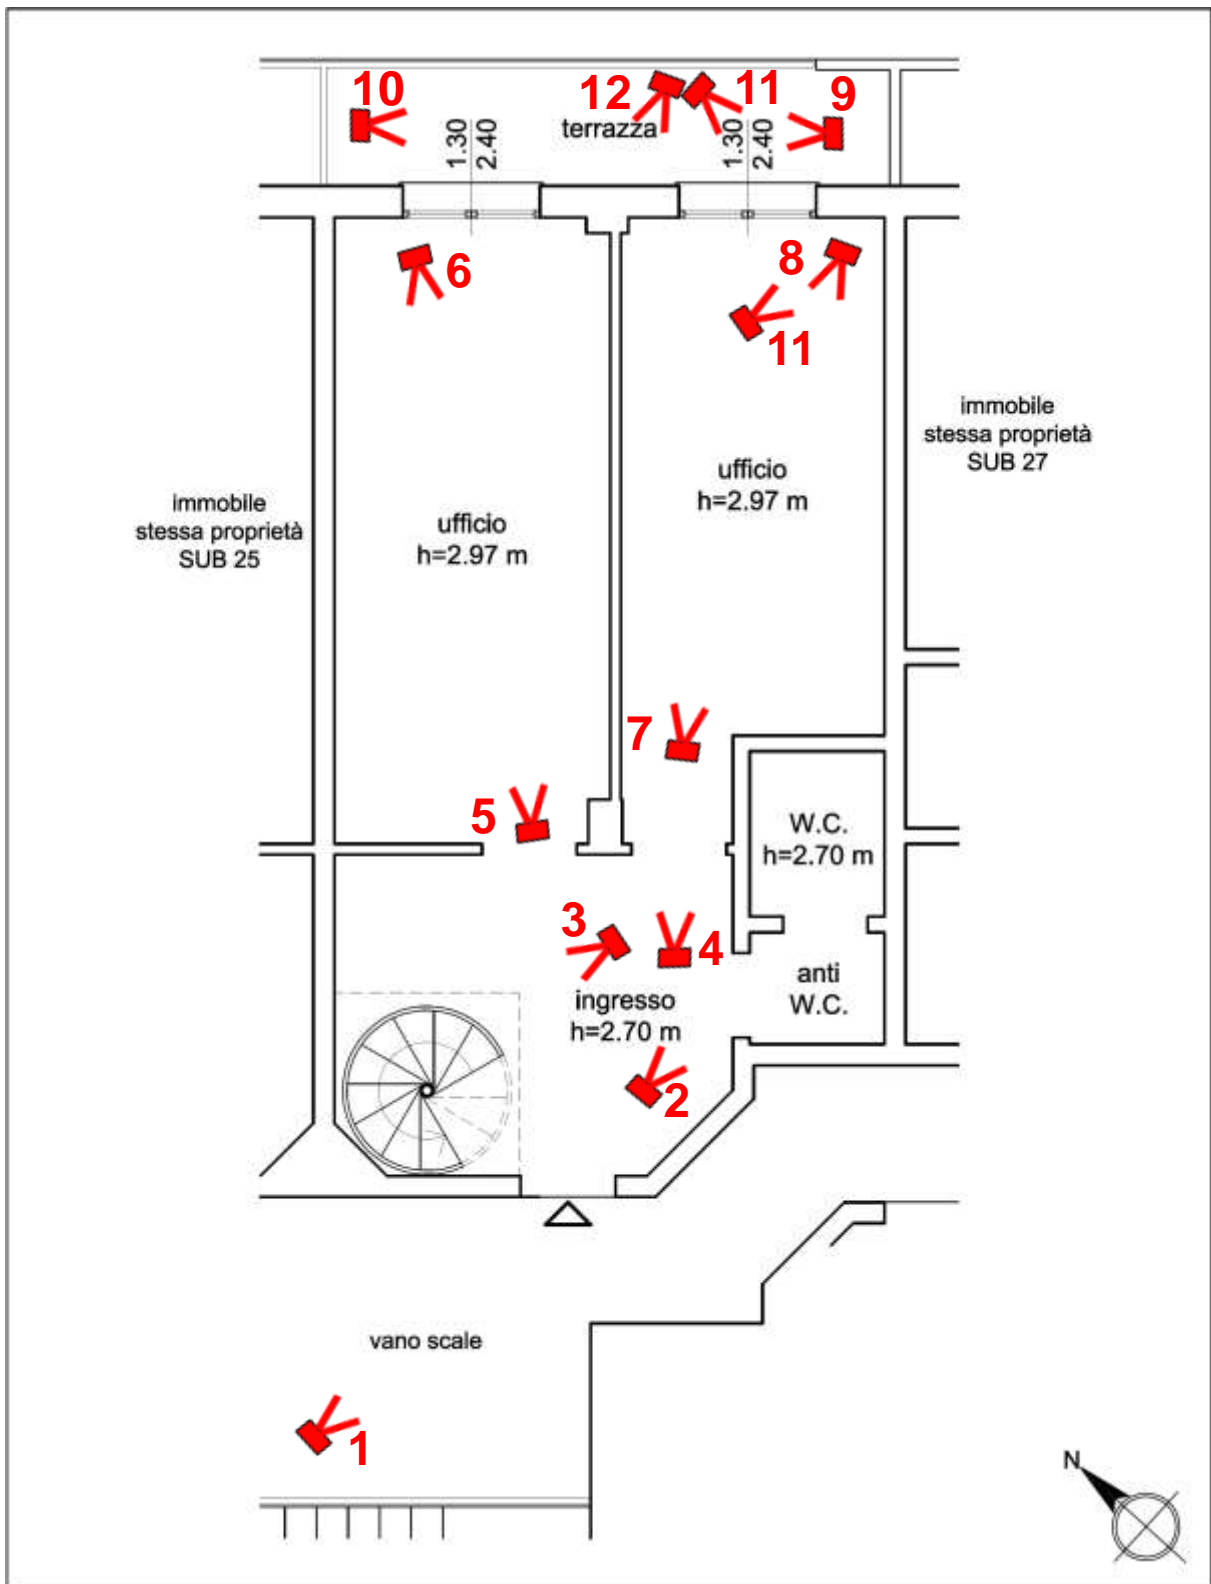 10
12
11
9
terrazza
1.30
2.40
1.30
2.40
6
8
11
immobile
stessa proprietà
SUB 27
ufficio
h=2.97 m
immobile
stessa proprietà
SUB 25
ufficio
h=2.97 m
7
5
W.C.
h=2.70 m
3
4
anti
W.C.
ingresso
h=2.70 m
2
vano scale
1
N